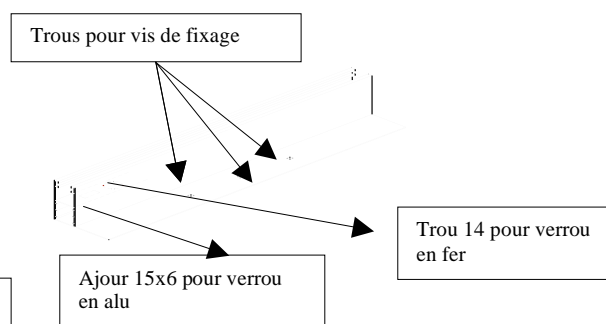 Trous pour vis de fixage
Trou 14 pour verrou
en fer
Ajour 15x6 pour verrou
en alu